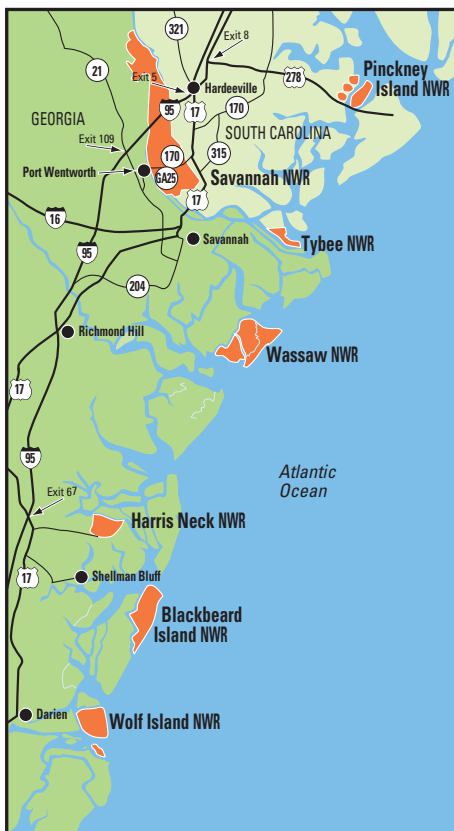 321
Exit 8
21
Exit 5
Hardeeville
278
Pinckney
Island NWR
95
17
170
GEORGIA
SOUTH CAROLINA
Exit 109
170
315
Port Wentworth
GA25
Savannah NWR
17
16
Savannah
Tybee NWR
95
204
Richmond Hill
Wassaw NWR
17
95
Atlantic
Ocean
Exit 67
Harris Neck NWR
17
Shellman Bluff
Blackbeard
Island NWR
Darien
Wolf Island NWR